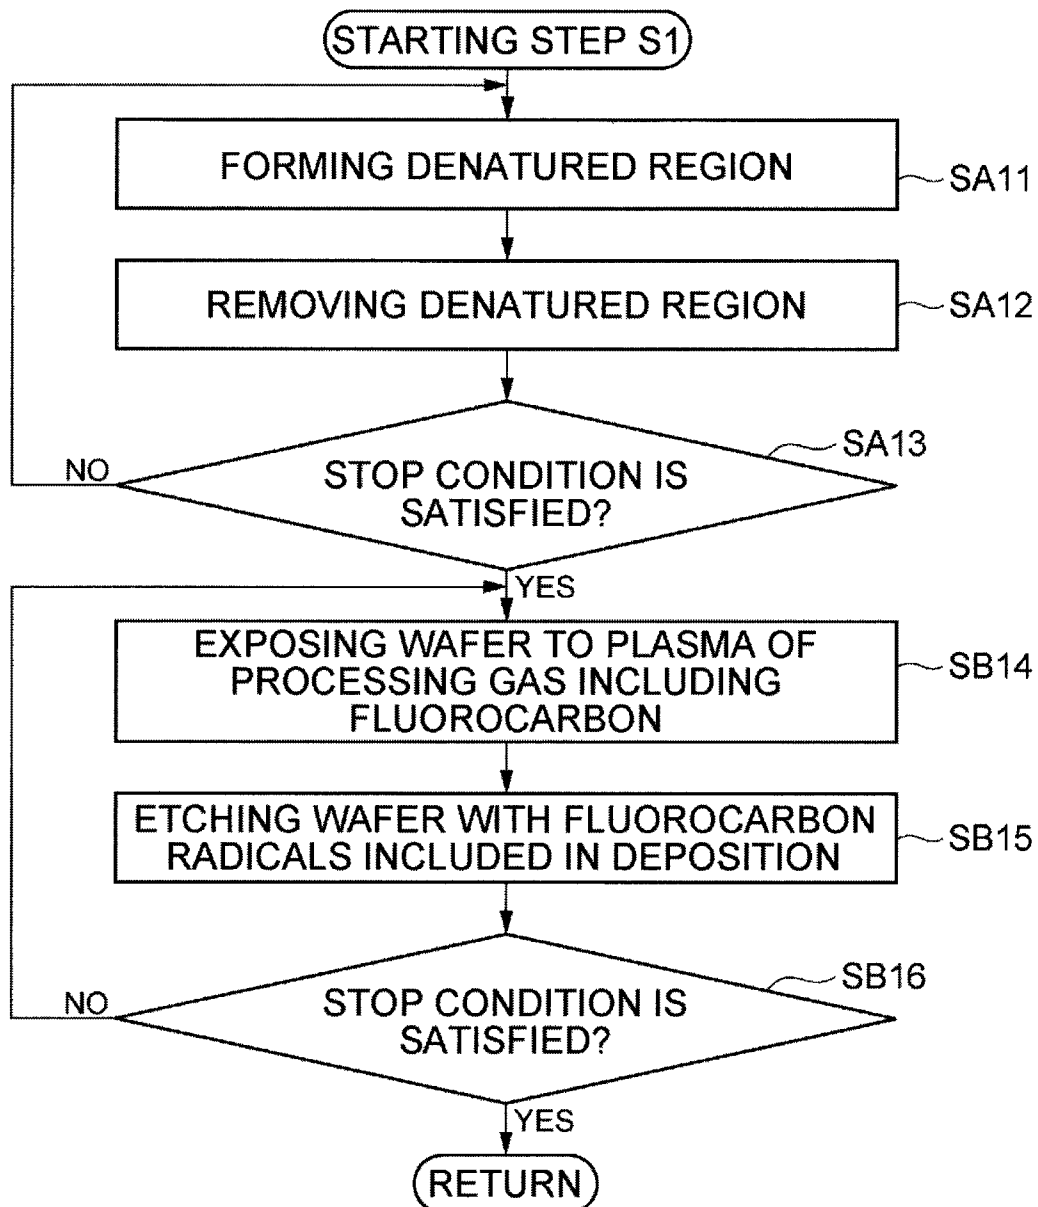 STARTING STEP S1
FORMING DENATURED REGION
SA11
REMOVING DENATURED REGION
SA12
SA13
STOP CONDITION IS
SATISFIED?
NO
YES
EXPOSING WAFER TO PLASMA OF
PROCESSING GAS INCLUDING
FLUOROCARBON
SB14
ETCHING WAFER WITH FLUOROCARBON
RADICALS INCLUDED IN DEPOSITION
SB15
SB16
STOP CONDITION IS
SATISFIED?
NO
YES
RETURN